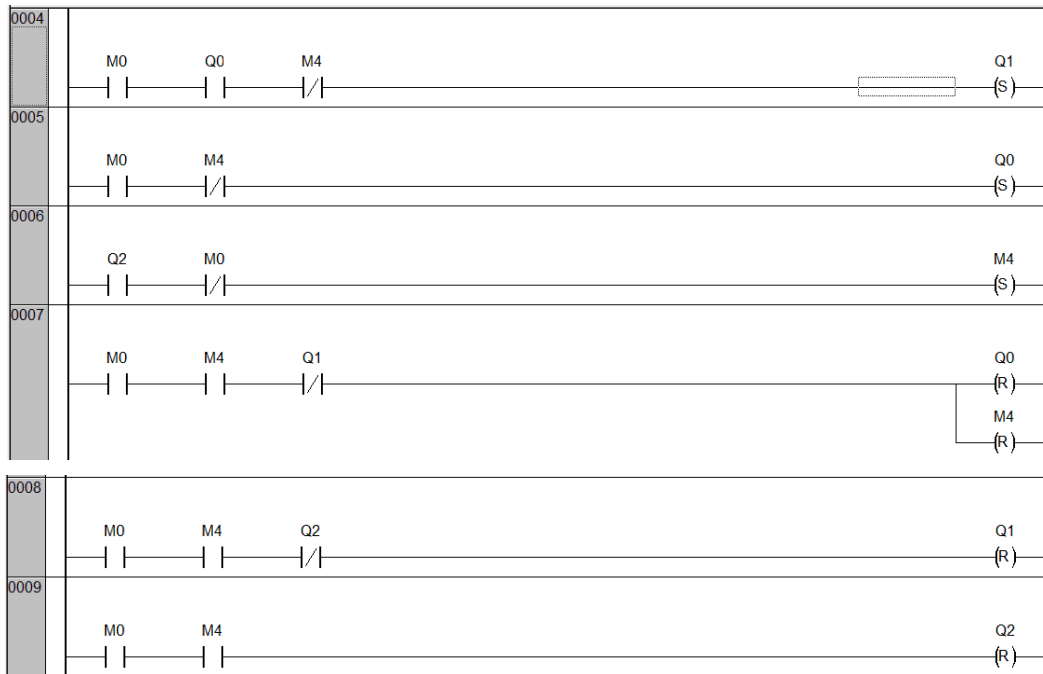 0004
M0 Q0 M4 Q1
(S)
0005
M0 M4 Q0
(S)
0006
Q2 M0 M4
(S)
0007
M0 M4 Q1 Q0
(R)
M4
(R)
0008
M0 M4 Q2 Q1
(R)
0009
M0 M4 Q2
(R)